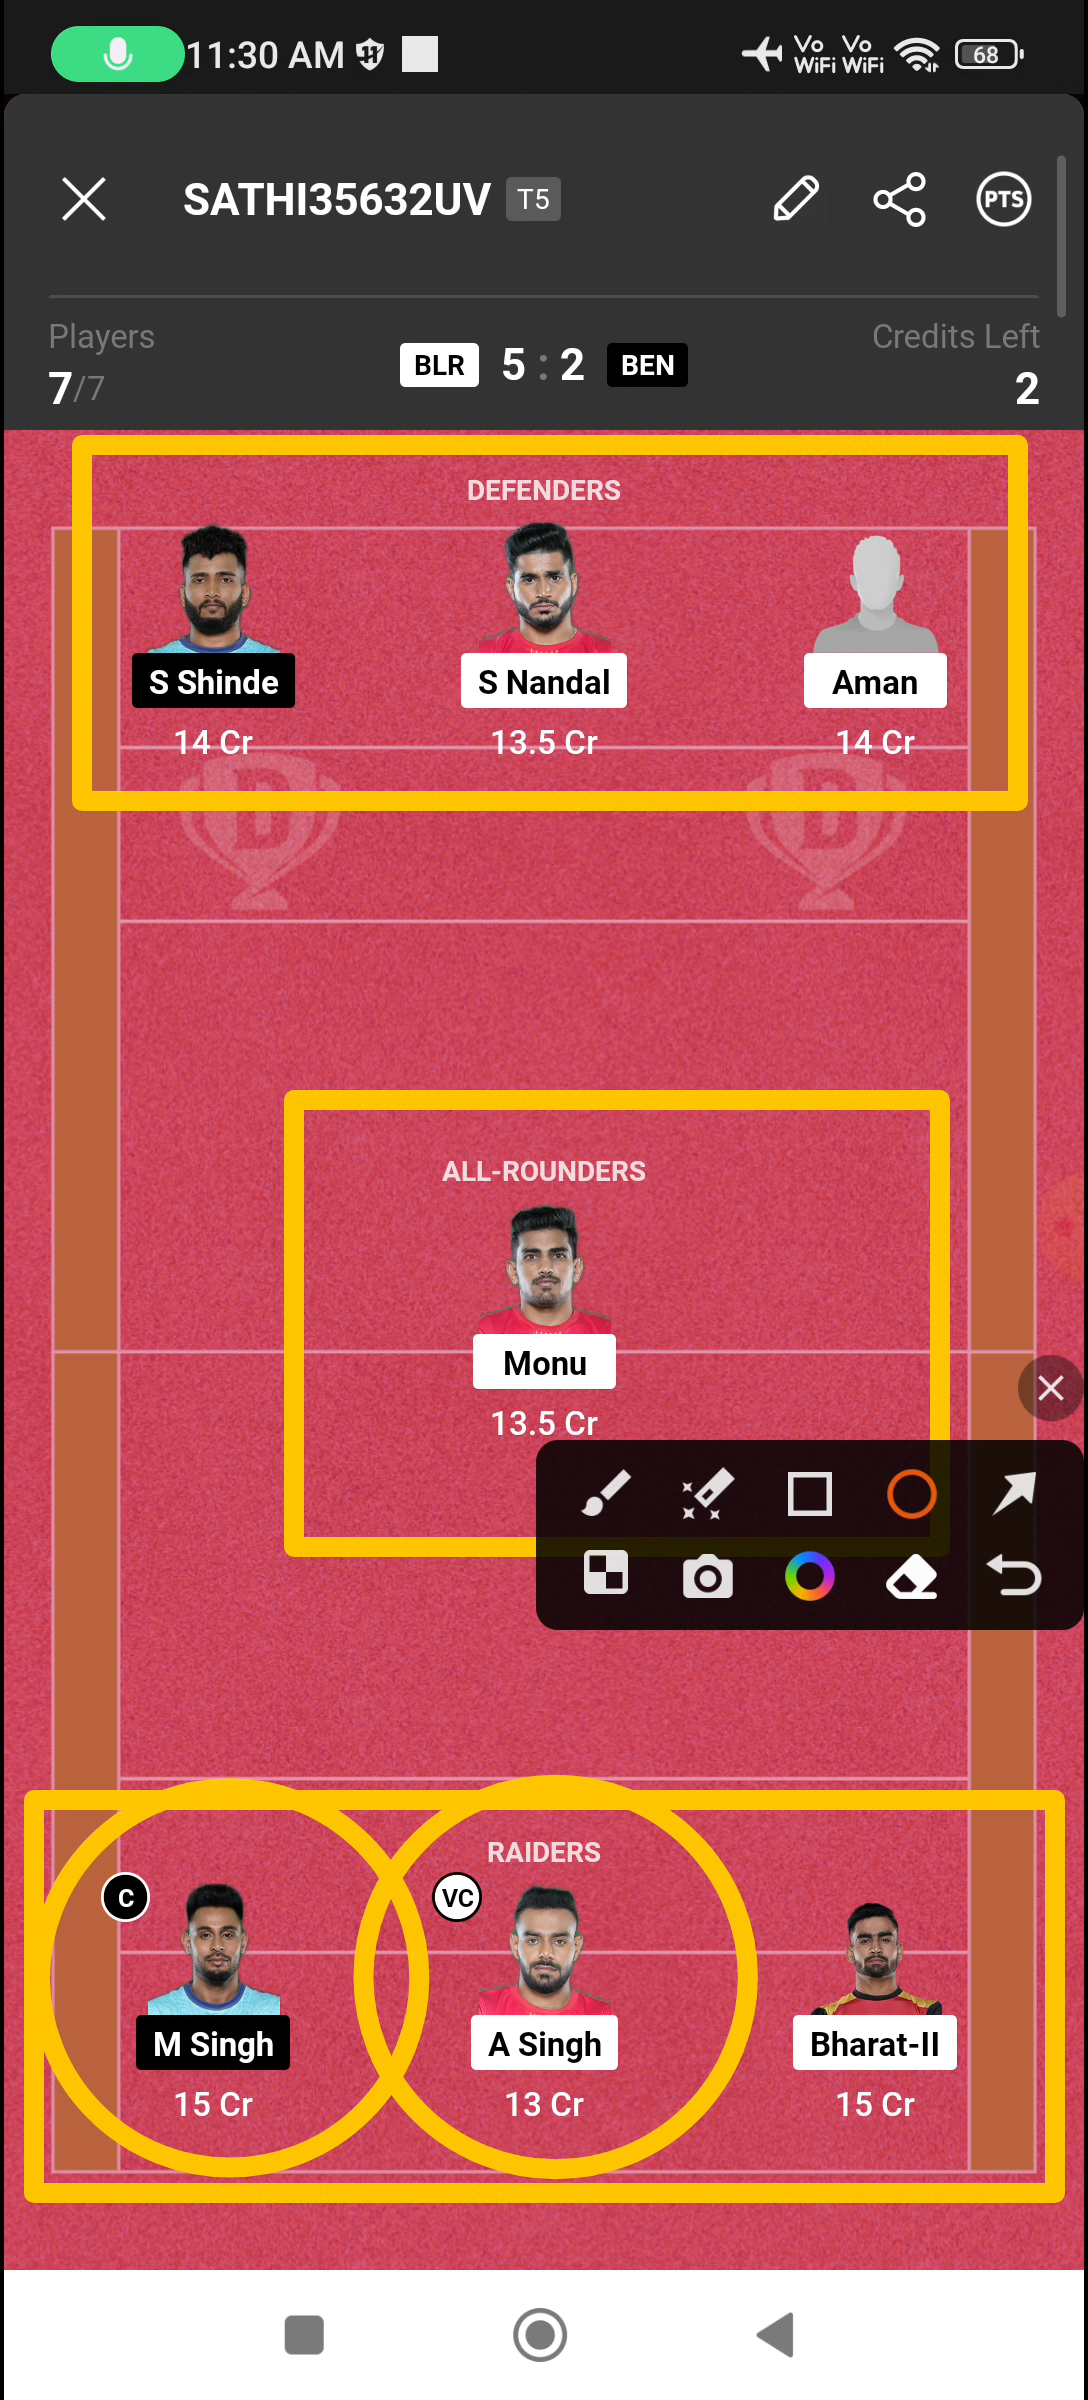 11:30 AM
Vo WiFi Vo WiFi
68
SATHI35632UV T5
PTS
Players
7/7
BLR 5 : 2 BEN
Credits Left
2
DEFENDERS
S Shinde
14 Cr
S Nandal
13.5 Cr
Aman
14 Cr
ALL-ROUNDERS
Monu
13.5 Cr
RAIDERS
C
M Singh
15 Cr
VC
A Singh
13 Cr
Bharat-II
15 Cr